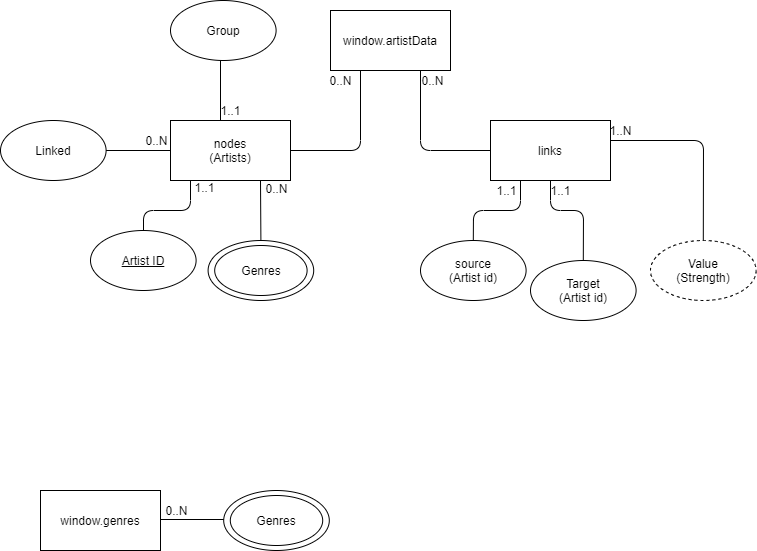 Group
window.artistData
0..N
0..N
1..1
0..N
Linked
nodes
(Artists)
links
1..N
1..1
0..N
1..1
1..1
Artist ID
Genres
source
(Artist id)
Target
(Artist id)
Value
(Strength)
window.genres
0..N
Genres